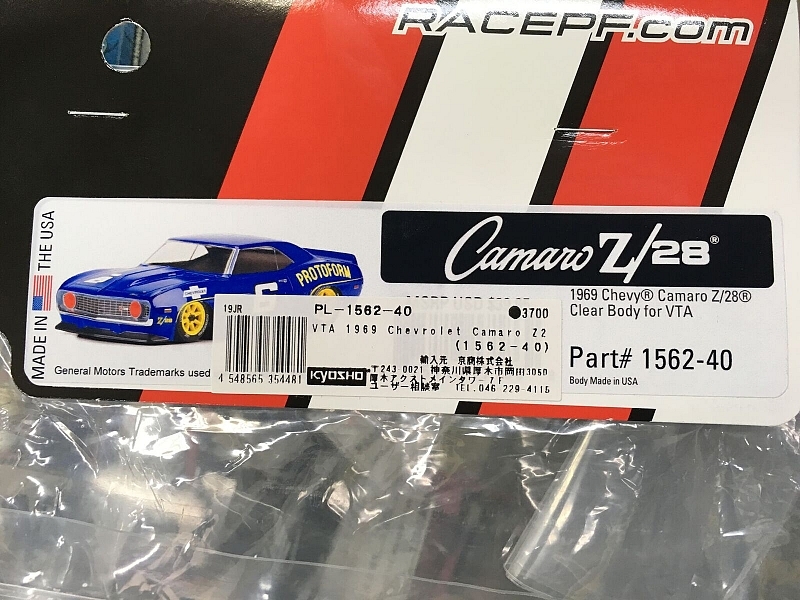 RACEPF.com
MADE IN THE USA
PROTOFORM
6
Z/28
Camaro Z/28®
1969 Chevy® Camaro Z/28®
Clear Body for VTA
Part# 1562-40
Body Made in USA
General Motors Trademarks used
19JR
PL-1562-40
●3700
VTA 1969 Chevrolet Camaro Z2
(1562-40)
4 548565 354481
KYOSHO
輸入元 京商株式会社
〒243 0021 神奈川県厚木市岡田3050
厚木アクストメインタワー7F
ユーザー相談室 TEL.046 229-4115